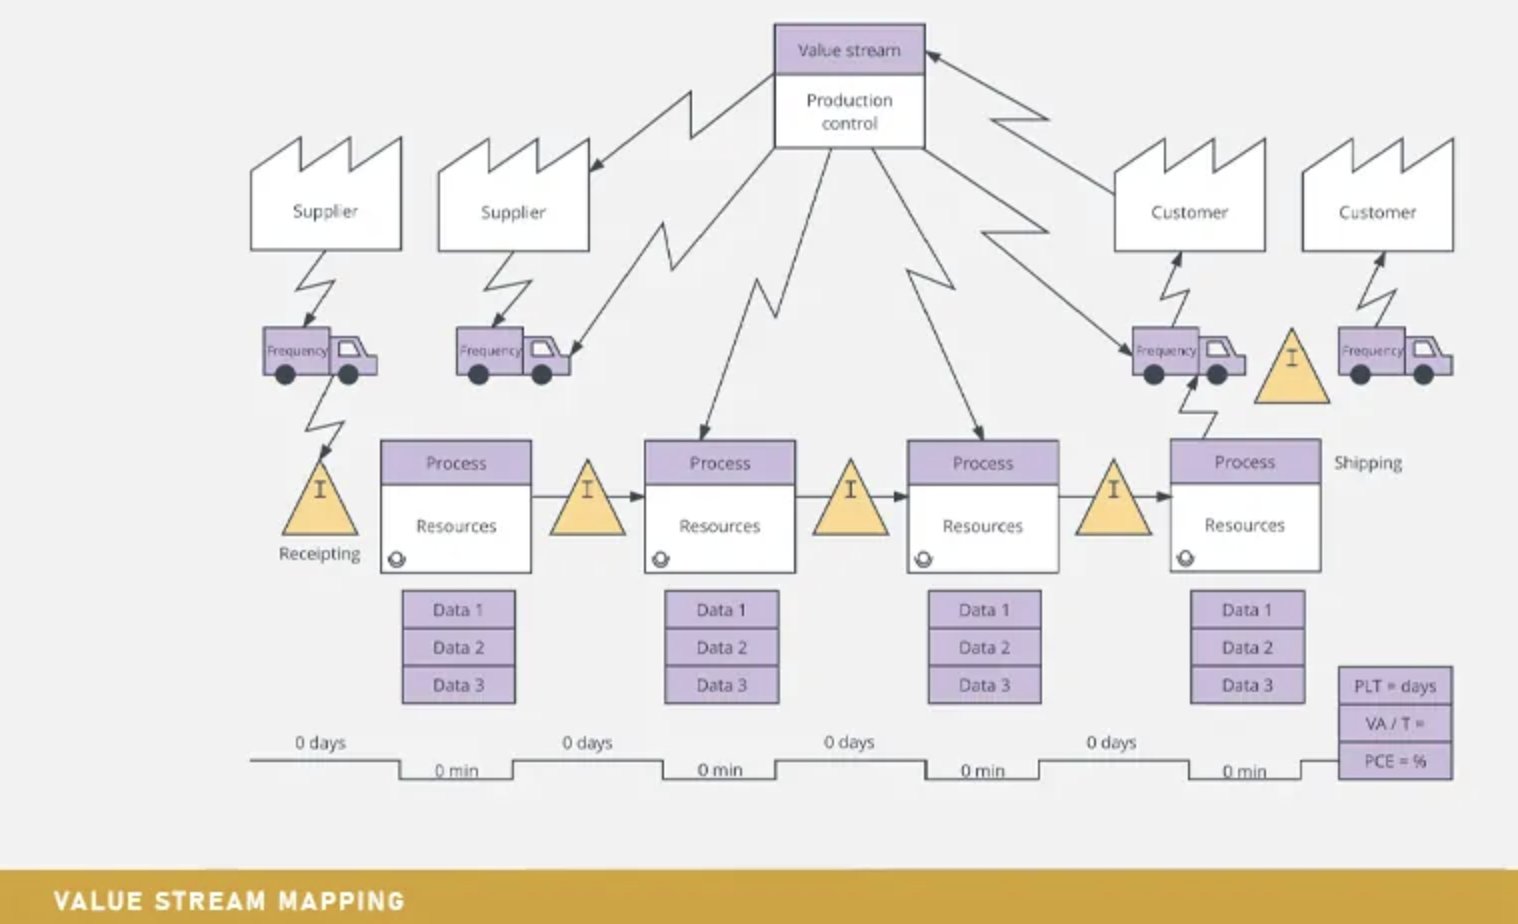 Value stream
Production
control
Supplier
Supplier
Customer
Customer
Frequency
Frequency
Frequency
I
Frequency
I
Receipting
Process
Resources
I
Process
Resources
I
Process
Resources
I
Process
Resources
Shipping
Data 1
Data 2
Data 3
Data 1
Data 2
Data 3
Data 1
Data 2
Data 3
Data 1
Data 2
Data 3
0 days
0 min
0 days
0 min
0 days
0 min
0 days
0 min
PLT = days
VA / T =
PCE = %
VALUE STREAM MAPPING